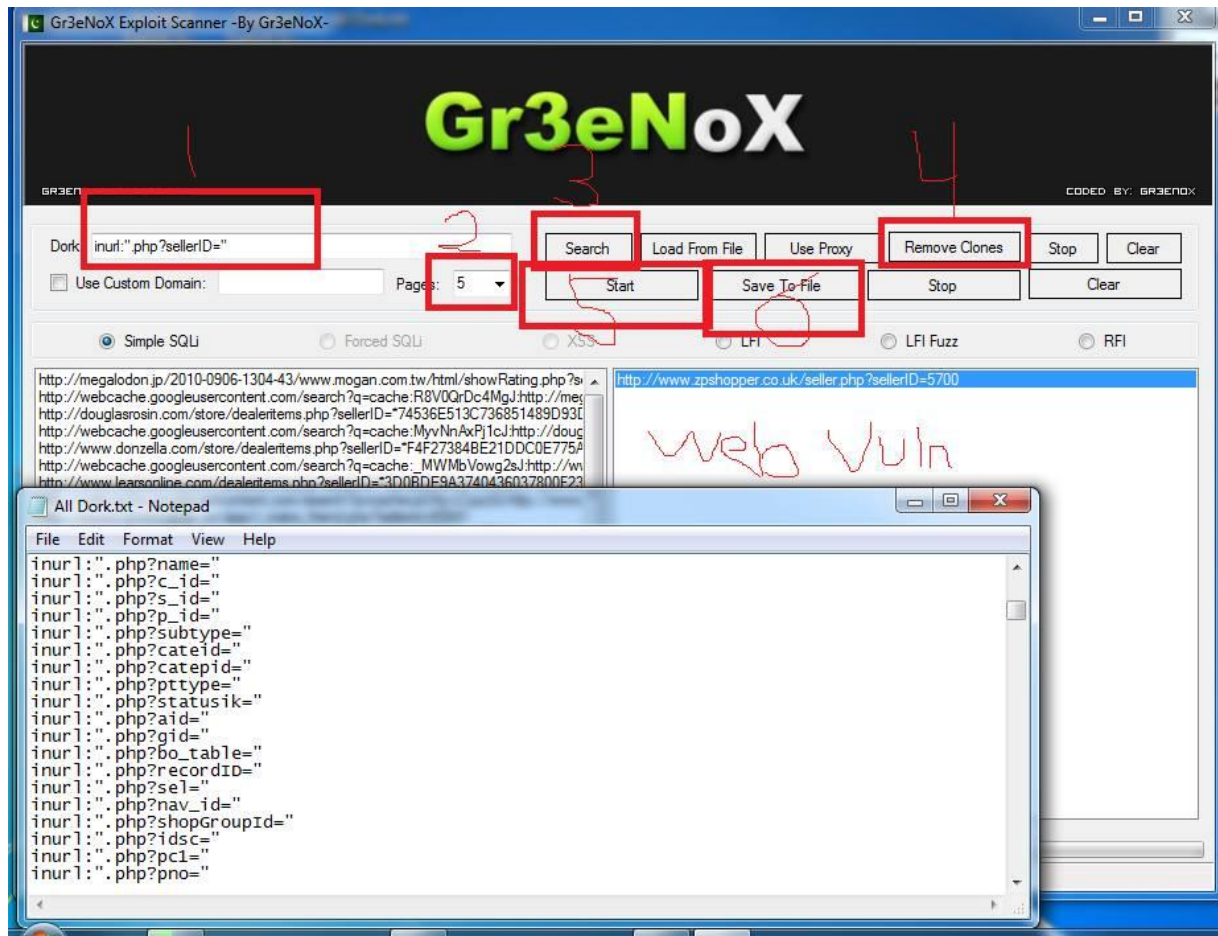 Gr3eNoX Exploit Scanner -By Gr3eNoX-
Gr3eNoX
CODED BY: GR3ENOX
1
2
3
4
5
6
Dork: inurl:".php?sellerID="
Search
Load From File
Use Proxy
Remove Clones
Stop
Clear
Use Custom Domain:
Pages: 5
Start
Save To File
Stop
Clear
Simple SQLi
Forced SQLi
XSS
LFI
LFI Fuzz
RFI
http://megalodon.jp/2010-0906-1304-43/www.mogan.com.tw/html/showRating.php?s
http://webcache.googleusercontent.com/search?q=cache:R8V0QrDc4MgJ:http://meg
http://douglasrosin.com/store/dealeritems.php?sellerID=*74536E513C736851489D93D
http://webcache.googleusercontent.com/search?q=cache:MyvNnAxPj1cJ:http://doug
http://www.donzella.com/store/dealeritems.php?sellerID=*F4F27384BE21DDC0E775A
http://webcache.googleusercontent.com/search?q=cache:_MWMbVowg2sJ:http://ww
http://www.learsonline.com/dealeritems.php?sellerID=*3D0BDE9A3740436037800F23
http://www.zpshopper.co.uk/seller.php?sellerID=5700
Web Vuln
All Dork.txt - Notepad
File Edit Format View Help
inurl:".php?name="
inurl:".php?c_id="
inurl:".php?s_id="
inurl:".php?p_id="
inurl:".php?subtype="
inurl:".php?cateid="
inurl:".php?catepid="
inurl:".php?pttype="
inurl:".php?statusik="
inurl:".php?aid="
inurl:".php?gid="
inurl:".php?bo_table="
inurl:".php?recordID="
inurl:".php?sel="
inurl:".php?nav_id="
inurl:".php?shopGroupId="
inurl:".php?idsc="
inurl:".php?pc1="
inurl:".php?pno="